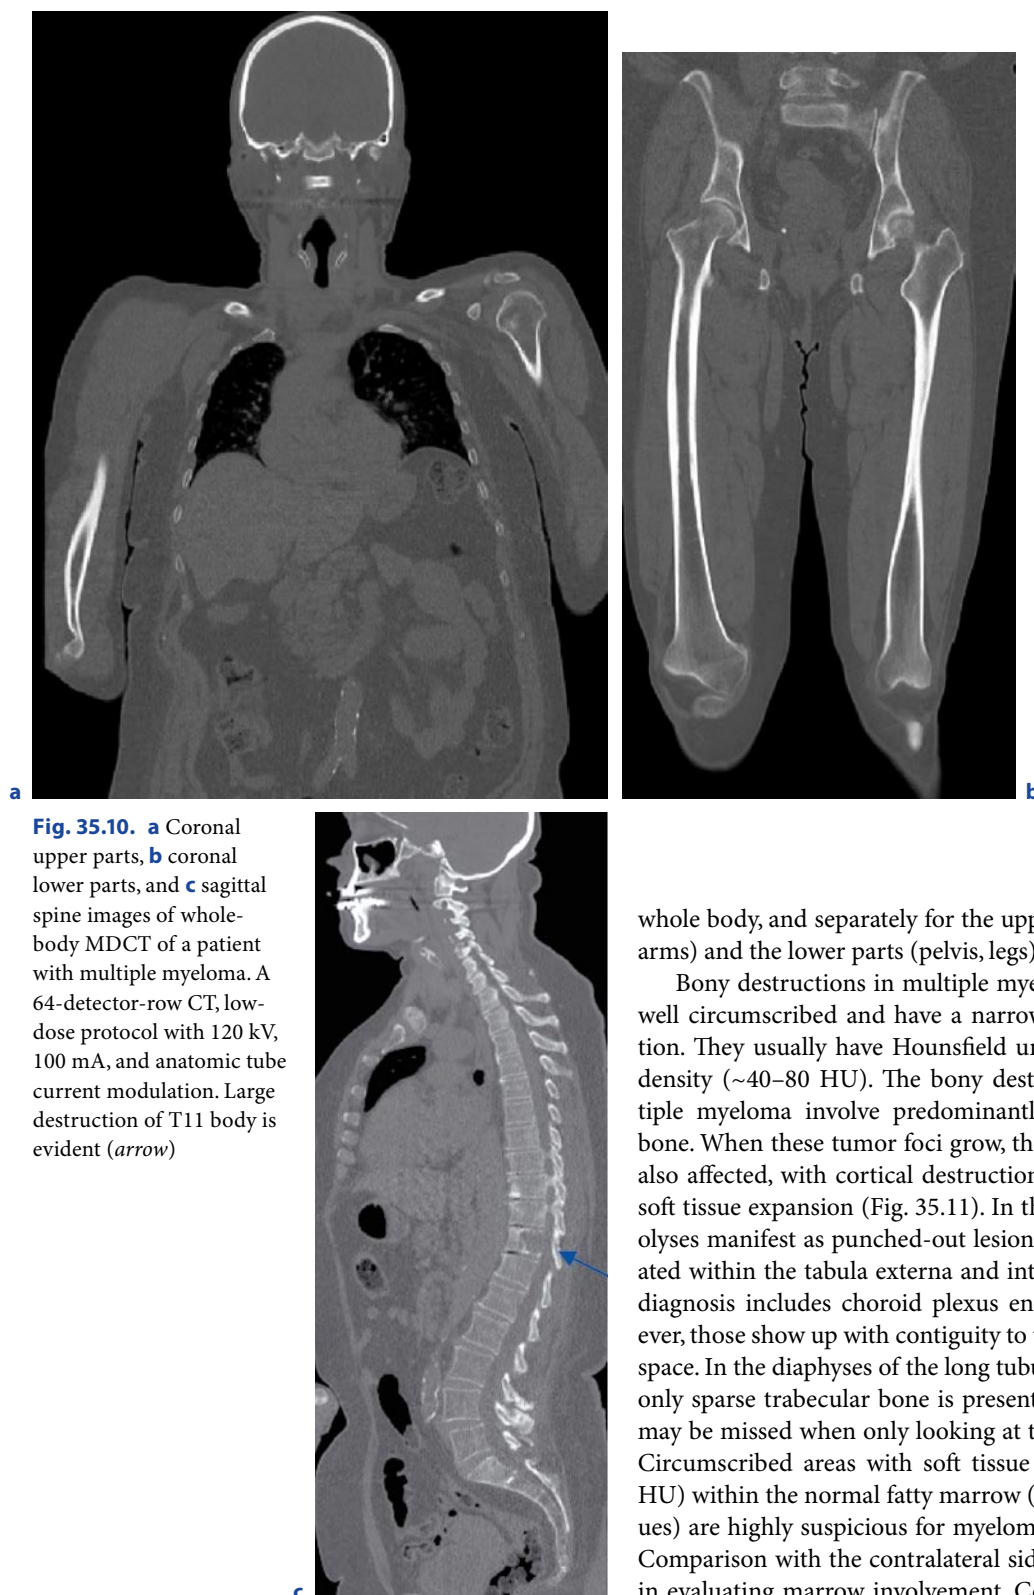 a
b
Fig. 35.10. a Coronal
upper parts, b coronal
lower parts, and c sagittal
spine images of whole-
body MDCT of a patient
with multiple myeloma. A
64-detector-row CT, low-
dose protocol with 120 kV,
100 mA, and anatomic tube
current modulation. Large
destruction of T11 body is
evident (arrow)
c
whole body, and separately for the upp
arms) and the lower parts (pelvis, legs)
Bony destructions in multiple mye
well circumscribed and have a narrow
tion. They usually have Hounsfield un
density (~40–80 HU). The bony dest
tiple myeloma involve predominantl
bone. When these tumor foci grow, the
also affected, with cortical destruction
soft tissue expansion (Fig. 35.11). In th
olyses manifest as punched-out lesion
ated within the tabula externa and int
diagnosis includes choroid plexus en
ever, those show up with contiguity to
space. In the diaphyses of the long tubu
only sparse trabecular bone is present
may be missed when only looking at t
Circumscribed areas with soft tissue
HU) within the normal fatty marrow (
ues) are highly suspicious for myelom
Comparison with the contralateral sid
in evaluating marrow involvement. C